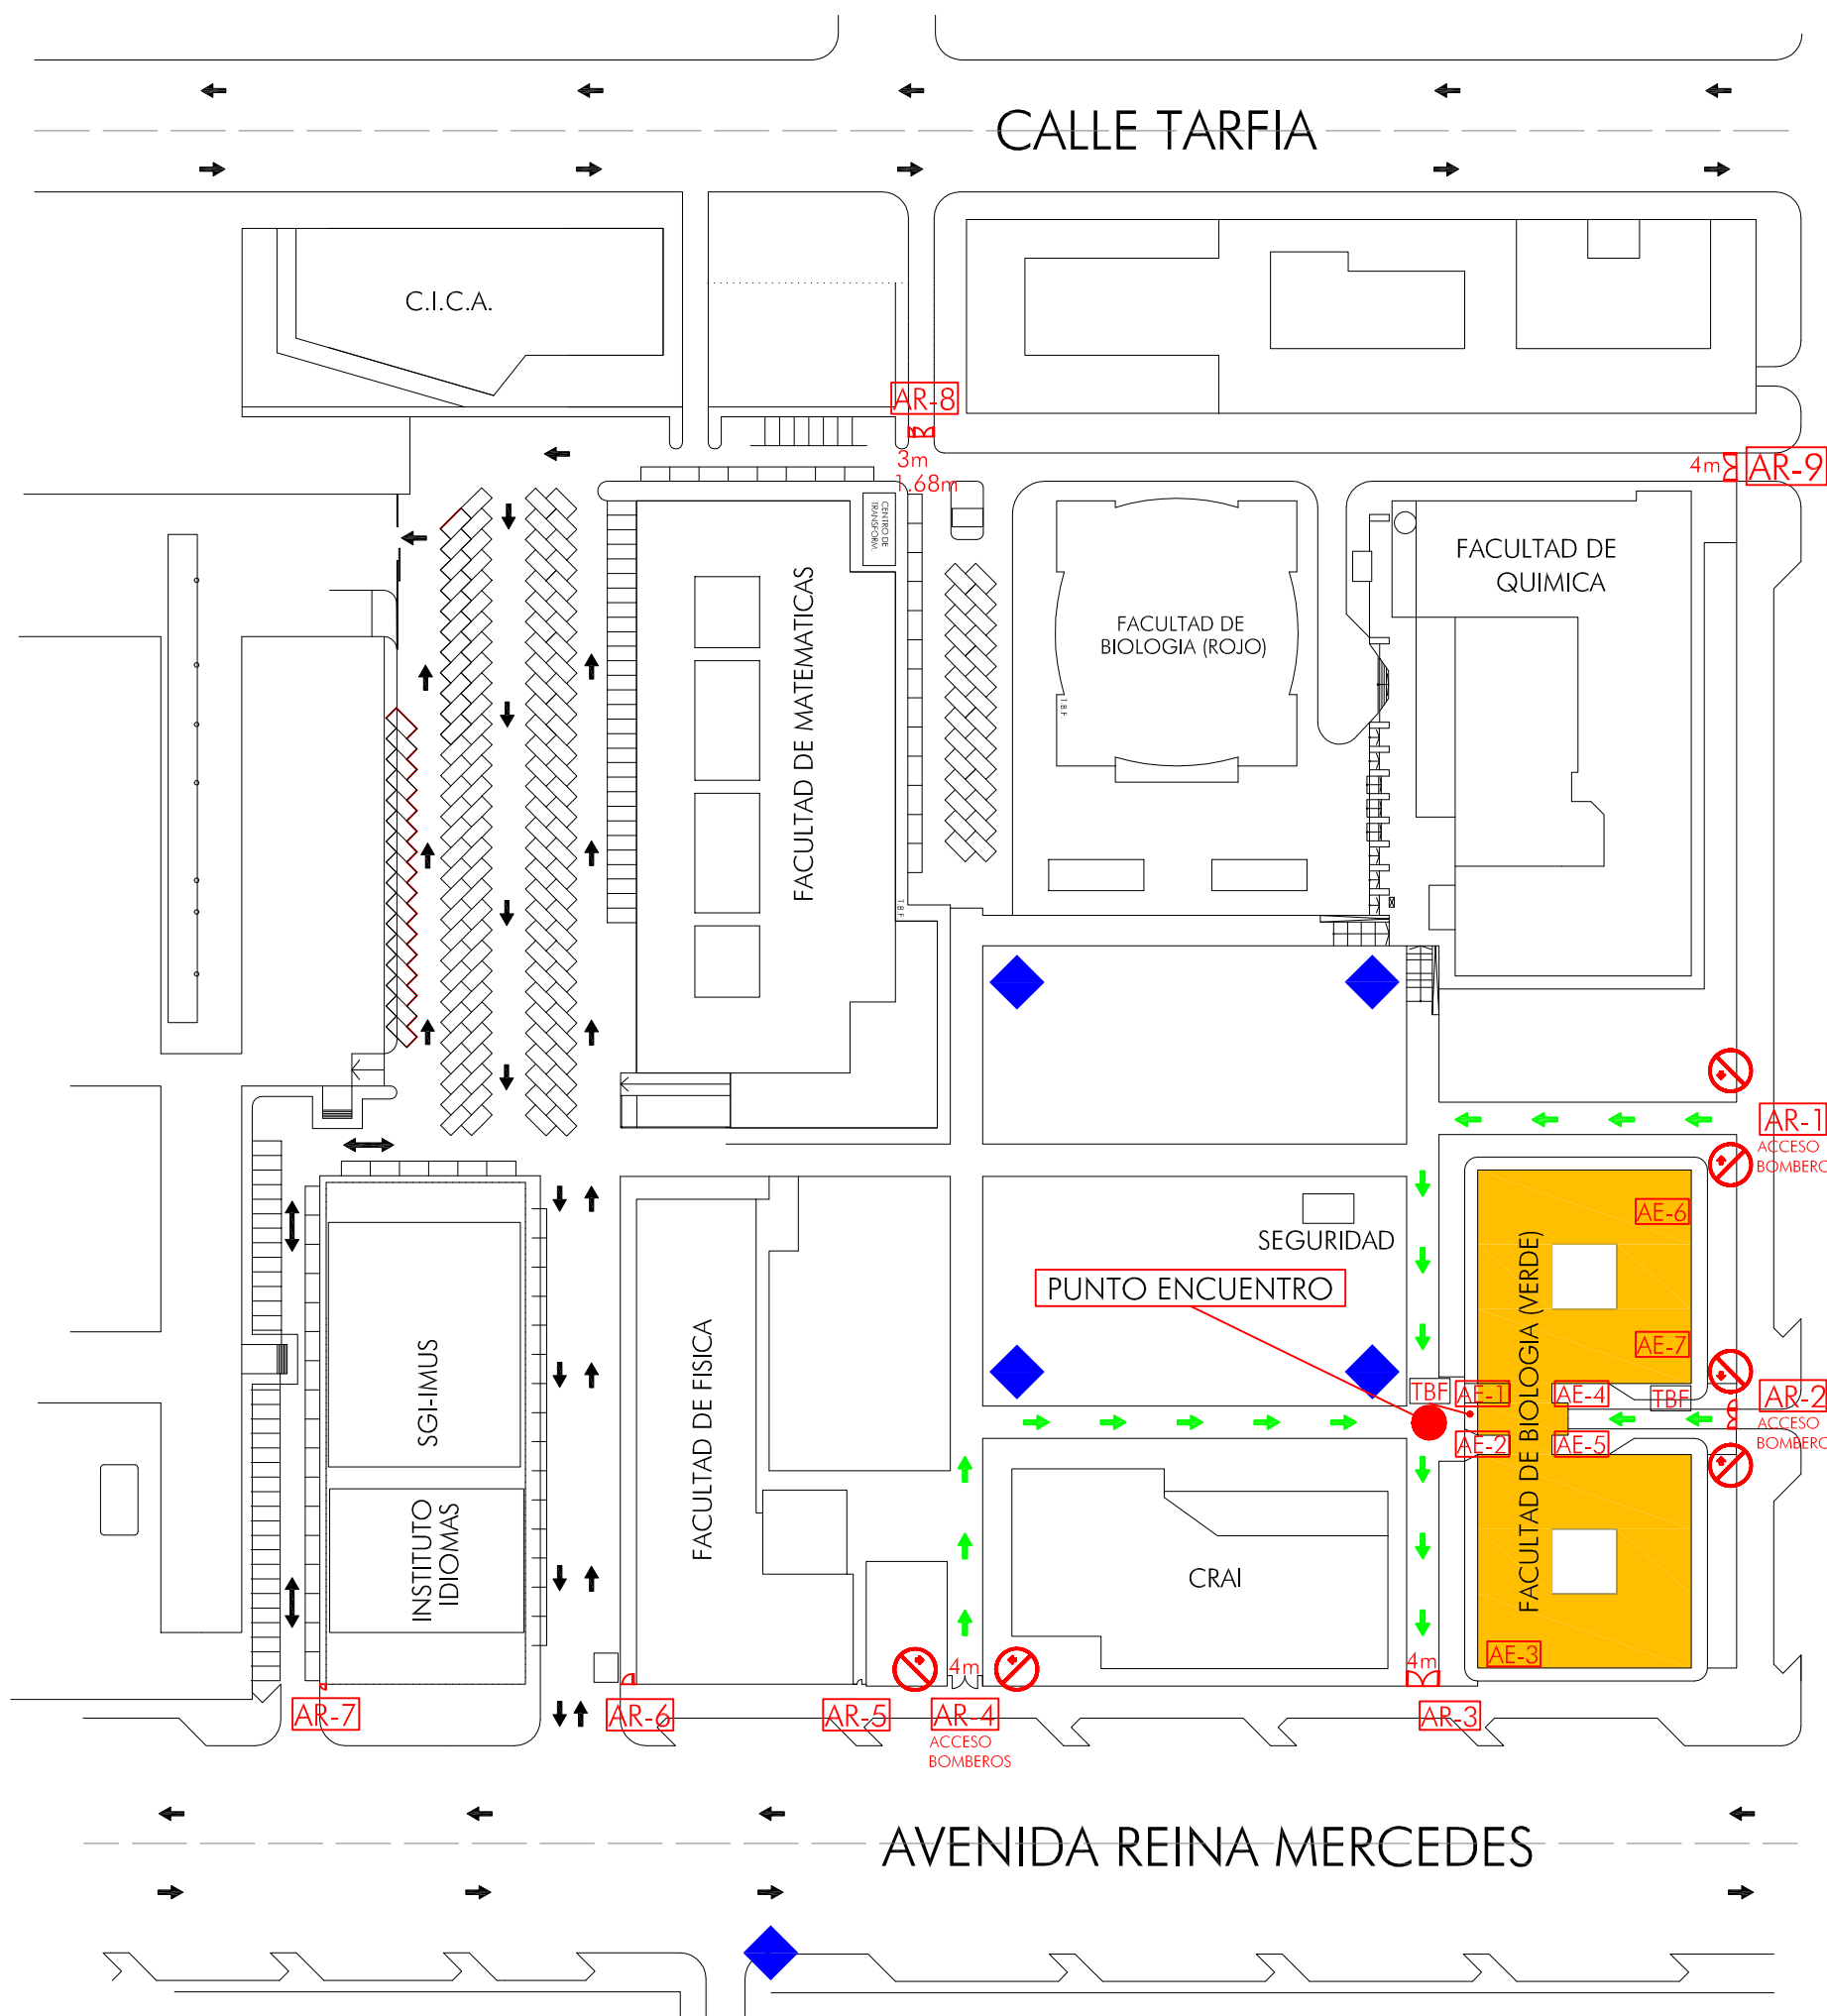 CALLE TARFIA
C.I.C.A.
AR-8
3m
1.68m
4m
AR-9
CENTRO DE
TRANSFORM.
FACULTAD DE
QUIMICA
FACULTAD DE
BIOLOGIA (ROJO)
FACULTAD DE MATEMATICAS
T.B.F.
T.B.F.
AR-1
ACCESO
BOMBERO
AE-6
SEGURIDAD
PUNTO ENCUENTRO
FACULTAD DE BIOLOGIA (VERDE)
AE-7
SGI-IMUS
FACULTAD DE FISICA
TBF
AE-1
AE-4
TBF
AR-2
ACCESO
BOMBERO
AE-2
AE-5
INSTITUTO
IDIOMAS
CRAI
AE-3
4m
4m
AR-7
AR-6
AR-5
AR-4
ACCESO
BOMBEROS
AR-3
AVENIDA REINA MERCEDES